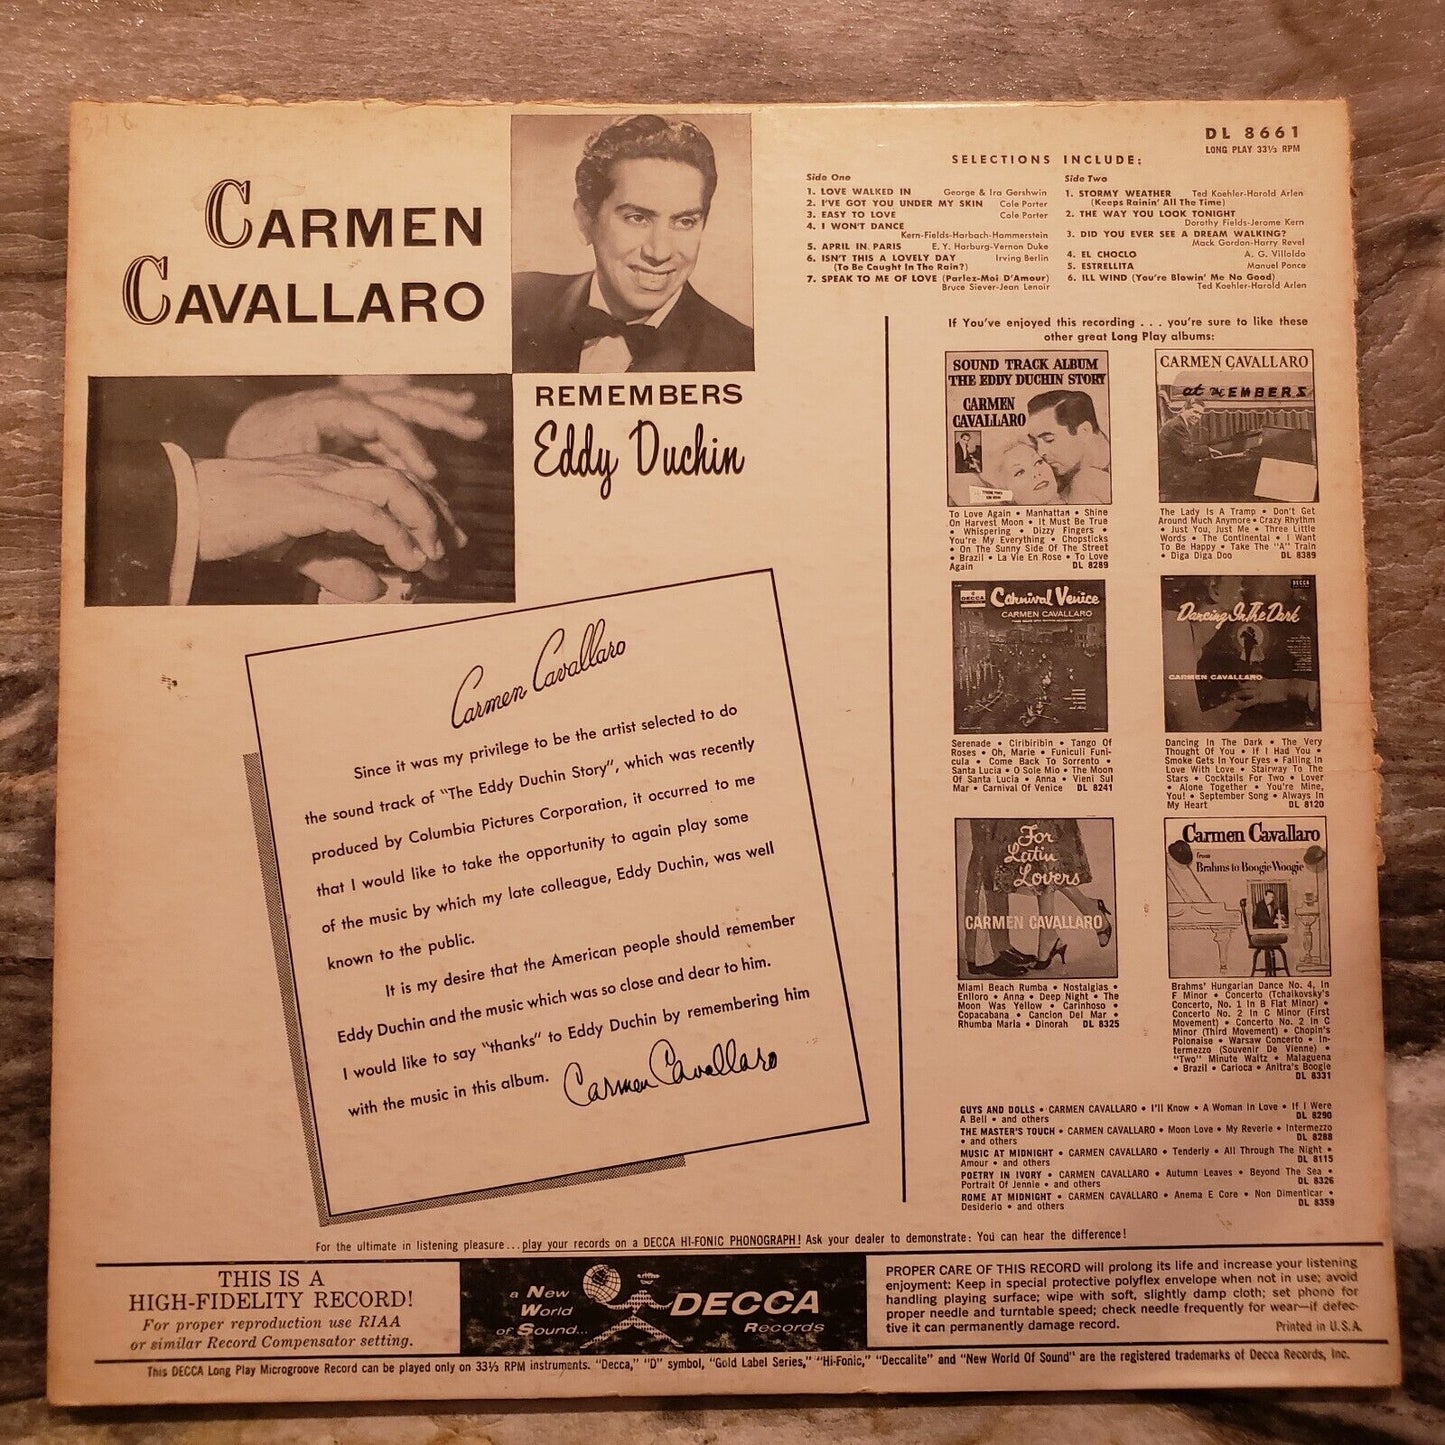 398
CARMEN
CAVALLARO
REMEMBERS
Eddy Duchin
DL 8661
LONG PLAY 33⅓ RPM
SELECTIONS INCLUDE:
Side One
1. LOVE WALKED IN George & Ira Gershwin
2. I'VE GOT YOU UNDER MY SKIN Cole Porter
3. EASY TO LOVE Cole Porter
4. I WON'T DANCE
Kern-Fields-Harbach-Hammerstein
5. APRIL IN PARIS E. Y. Harburg-Vernon Duke
6. ISN'T THIS A LOVELY DAY Irving Berlin
(To Be Caught In The Rain?)
7. SPEAK TO ME OF LOVE (Parlez-Moi D'Amour)
Bruce Siever-Jean Lenoir
Side Two
1. STORMY WEATHER Ted Koehler-Harold Arlen
(Keeps Rainin' All The Time)
2. THE WAY YOU LOOK TONIGHT
Dorothy Fields-Jerome Kern
3. DID YOU EVER SEE A DREAM WALKING?
Mack Gordon-Harry Revel
4. EL CHOCLO A. G. Villoldo
5. ESTRELLITA Manuel Ponce
6. ILL WIND (You're Blowin' Me No Good)
Ted Koehler-Harold Arlen
If You've enjoyed this recording . . . you're sure to like these
other great Long Play albums:
SOUND TRACK ALBUM
THE EDDY DUCHIN STORY
CARMEN
CAVALLARO
To Love Again • Manhattan • Shine
On Harvest Moon • It Must Be True
• Whispering • Dizzy Fingers •
You're My Everything • Chopsticks
• On The Sunny Side Of The Street
• Brazil • La Vie En Rose • To Love
Again DL 8289
CARMEN CAVALLARO
at the EMBERS
The Lady Is A Tramp • Don't Get
Around Much Anymore • Crazy Rhythm
• Just You, Just Me • Three Little
Words • The Continental • I Want
To Be Happy • Take The "A" Train
• Diga Diga Doo DL 8389
DECCA
Carnival Venice
CARMEN CAVALLARO
Serenade • Ciribiribin • Tango Of
Roses • Oh, Marie • Funiculi Funi-
cula • Come Back To Sorrento •
Santa Lucia • O Sole Mio • The Moon
Of Santa Lucia • Anna • Vieni Sul
Mar • Carnival Of Venice DL 8241
DECCA
Dancing In The Dark
CARMEN CAVALLARO
Dancing In The Dark • The Very
Thought Of You • If I Had You •
Smoke Gets In Your Eyes • Falling In
Love With Love • Stairway To The
Stars • Cocktails For Two • Lover
• Alone Together • You're Mine,
You! • September Song • Always In
My Heart DL 8120
For
Latin
Lovers
CARMEN CAVALLARO
Miami Beach Rumba • Nostalgias •
Enlloro • Anna • Deep Night • The
Moon Was Yellow • Carinhoso •
Copacabana • Cancion Del Mar •
Rhumba Maria • Dinorah DL 8325
Carmen Cavallaro
from
Brahms to Boogie Woogie
Brahms' Hungarian Dance No. 4, In
F Minor • Concerto (Tchaikovsky's
Concerto, No. 1 In B Flat Minor) •
Concerto No. 2 In C Minor (First
Movement) • Concerto No. 2 In C
Minor (Third Movement) • Chopin's
Polonaise • Warsaw Concerto • In-
termezzo (Souvenir De Vienne) •
"Two" Minute Waltz • Malaguena
• Brazil • Carioca • Anitra's Boogie
DL 8331
GUYS AND DOLLS • CARMEN CAVALLARO • I'll Know • A Woman In Love • If I Were
A Bell • and others DL 8290
THE MASTER'S TOUCH • CARMEN CAVALLARO • Moon Love • My Reverie • Intermezzo
• and others DL 8288
MUSIC AT MIDNIGHT • CARMEN CAVALLARO • Tenderly • All Through The Night •
Amour • and others DL 8115
POETRY IN IVORY • CARMEN CAVALLARO • Autumn Leaves • Beyond The Sea •
Portrait Of Jennie • and others DL 8326
ROME AT MIDNIGHT • CARMEN CAVALLARO • Anema E Core • Non Dimenticar •
Desiderio • and others DL 8359
Carmen Cavallaro
Since it was my privilege to be the artist selected to do
the sound track of "The Eddy Duchin Story", which was recently
produced by Columbia Pictures Corporation, it occurred to me
that I would like to take the opportunity to again play some
of the music by which my late colleague, Eddy Duchin, was well
known to the public.
It is my desire that the American people should remember
Eddy Duchin and the music which was so close and dear to him.
I would like to say "thanks" to Eddy Duchin by remembering him
with the music in this album.
Carmen Cavallaro
For the ultimate in listening pleasure...play your records on a DECCA HI-FONIC PHONOGRAPH! Ask your dealer to demonstrate: You can hear the difference!
THIS IS A
HIGH-FIDELITY RECORD!
For proper reproduction use RIAA
or similar Record Compensator setting.
a New
World
of Sound...
DECCA
Records
PROPER CARE OF THIS RECORD will prolong its life and increase your listening
enjoyment: Keep in special protective polyflex envelope when not in use; avoid
handling playing surface; wipe with soft, slightly damp cloth; set phono for
proper needle and turntable speed; check needle frequently for wear—if defec-
tive it can permanently damage record. Printed in U.S.A.
This DECCA Long Play Microgroove Record can be played only on 33⅓ RPM instruments. "Decca," "D" symbol, "Gold Label Series," "Hi-Fonic," "Deccalite" and "New World Of Sound" are the registered trademarks of Decca Records, Inc.